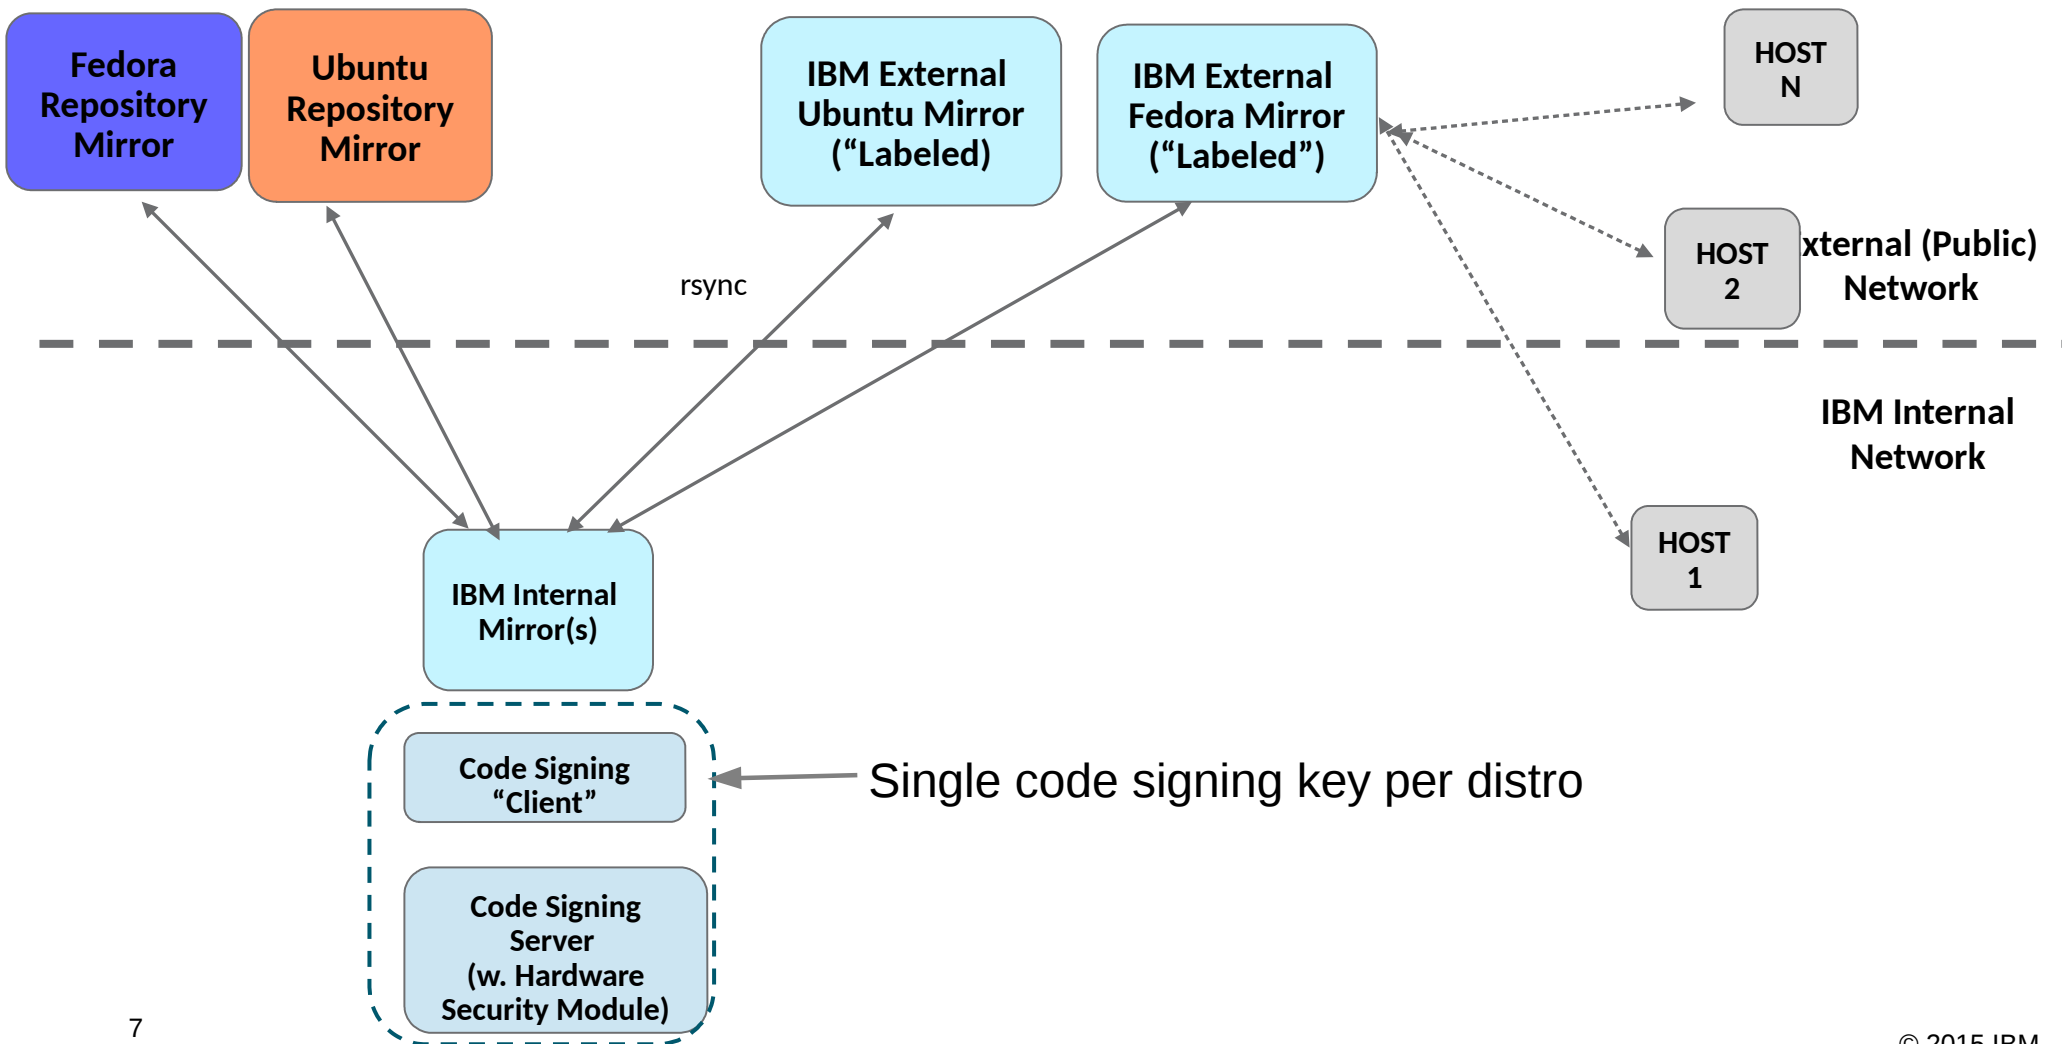 Fedora
Repository
Mirror
Ubuntu
Repository
Mirror
IBM External
Ubuntu Mirror
(“Labeled)
IBM External
Fedora Mirror
(“Labeled”)
HOST
N
HOST
2
xternal (Public)
Network
rsync
IBM Internal
Network
HOST
1
IBM Internal
Mirror(s)
Code Signing
“Client”
Single code signing key per distro
Code Signing
Server
(w. Hardware
Security Module)
7
© 2015 IBM